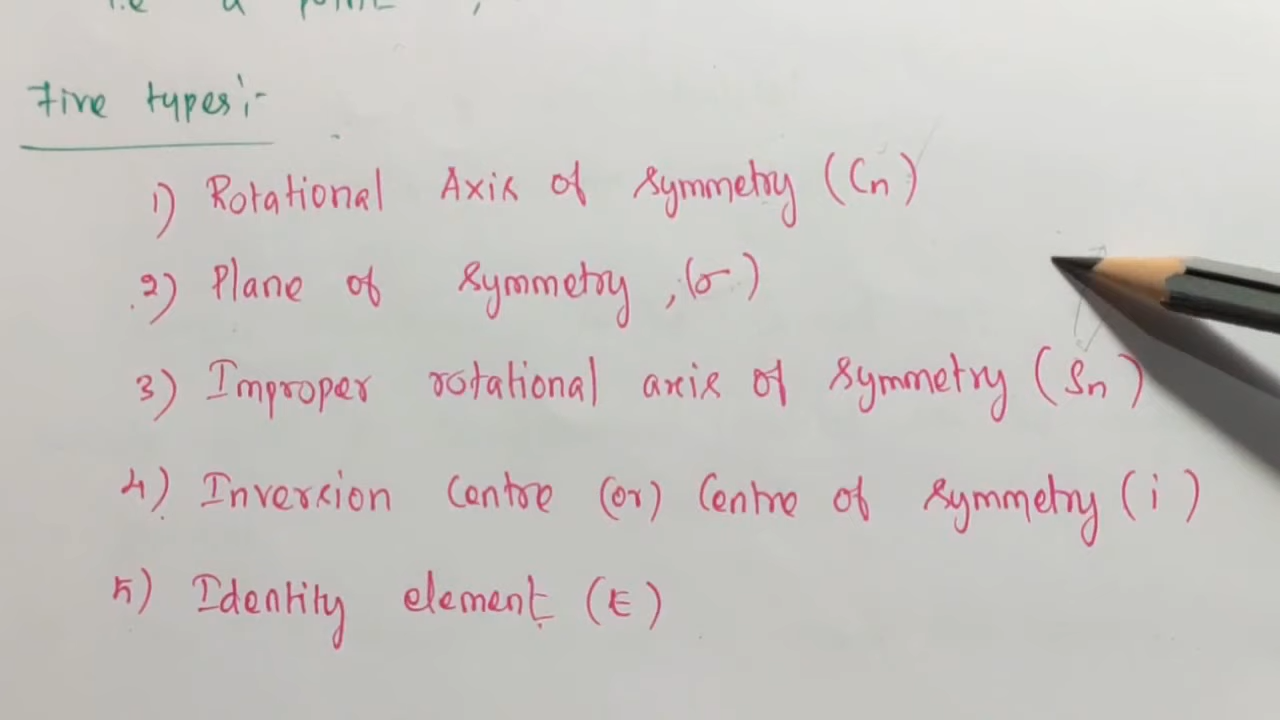 i.e a point ,
Five types:-
1) Rotational Axis of symmetry (Cn)
2) Plane of symmetry, (σ)
3) Improper rotational axis of symmetry (Sn)
4) Inversion Centre (or) Centre of symmetry (i)
5) Identity element (E)